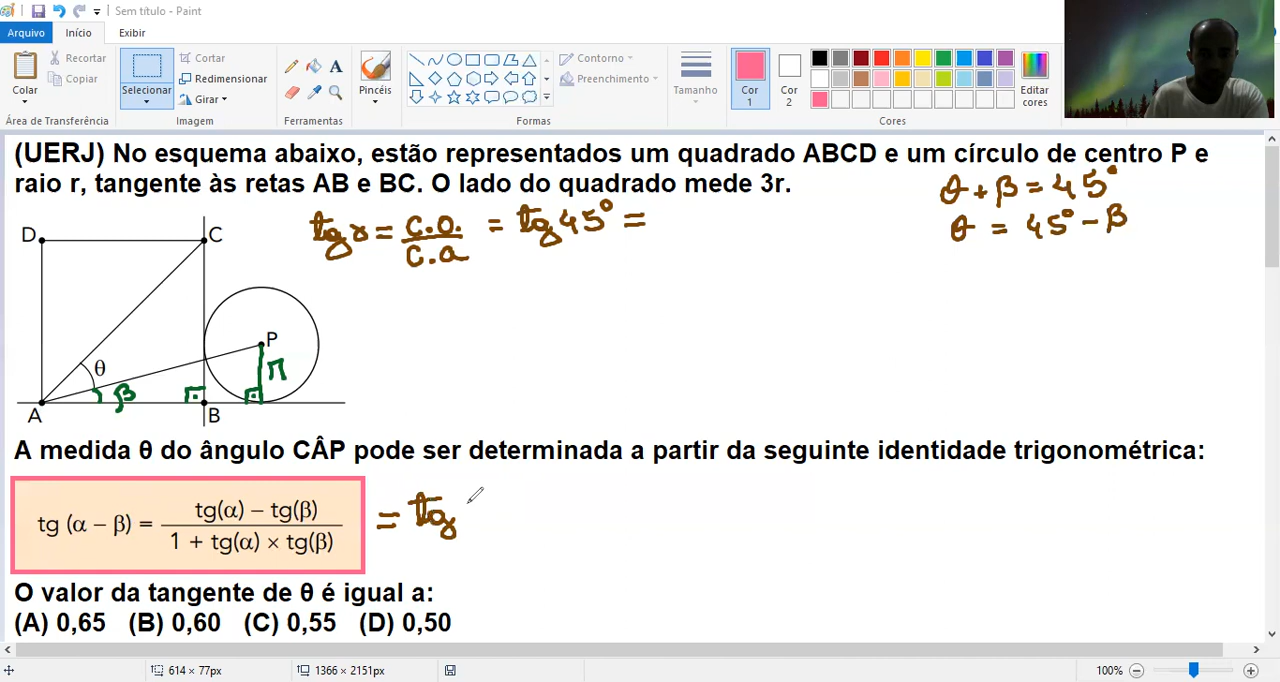 Sem título - Paint
Arquivo Início Exibir
Colar
Recortar
Copiar
Área de Transferência
Selecionar
Cortar
Redimensionar
Girar
Imagem
A
Ferramentas
Pincéis
Contorno
Preenchimento
Formas
Tamanho
Cor 1
Cor 2
Editar cores
Cores
(UERJ) No esquema abaixo, estão representados um quadrado ABCD e um círculo de centro P e
raio r, tangente às retas AB e BC. O lado do quadrado mede 3r.
θ + β = 45°
θ = 45° - β
tg x = c.o./c.a = tg 45° =
D C
P
θ
β
r
A B
A medida θ do ângulo CÂP pode ser determinada a partir da seguinte identidade trigonométrica:
tg (α – β) = tg(α) – tg(β) / 1 + tg(α) × tg(β) = tg
O valor da tangente de θ é igual a:
(A) 0,65 (B) 0,60 (C) 0,55 (D) 0,50
614 × 77px 1366 × 2151px 100%